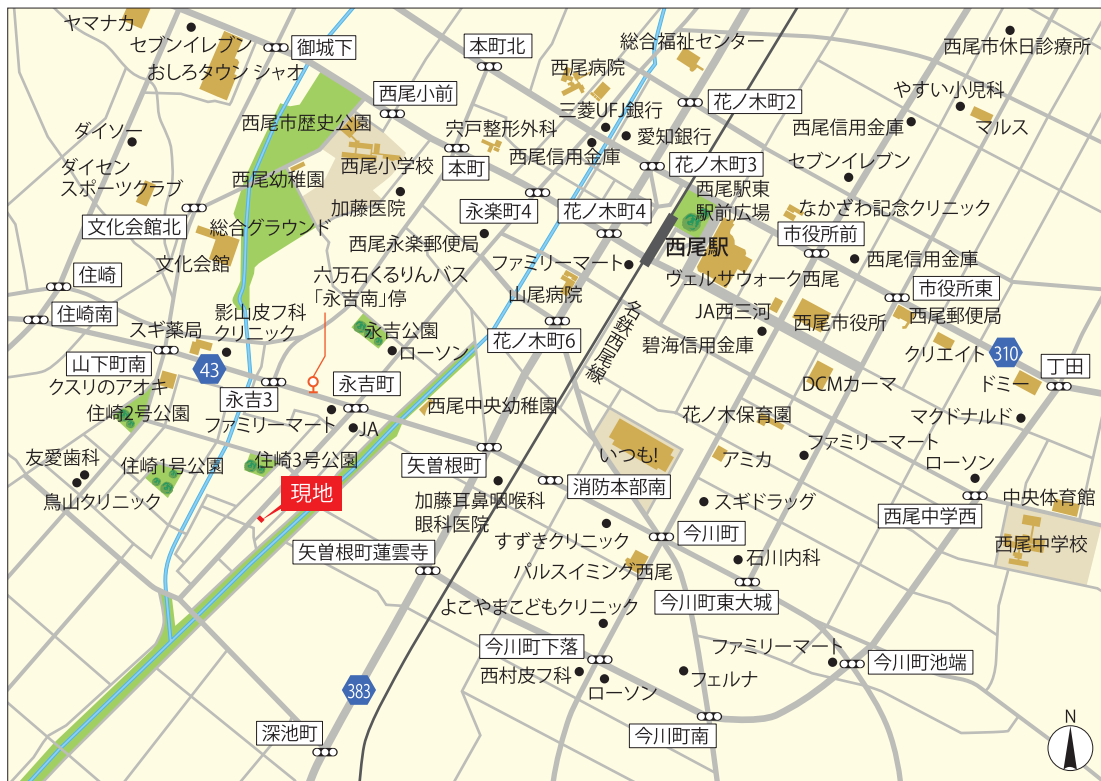 ヤマナカ
セブンイレブン
おしろタウン シャオ
御城下
本町北
総合福祉センター
西尾市休日診療所
西尾病院
西尾小前
三菱UFJ銀行
花ノ木町2
やすい小児科
マルス
ダイソー
西尾市歴史公園
宍戸整形外科
愛知銀行
西尾信用金庫
西尾信用金庫
本町
花ノ木町3
セブンイレブン
ダイセン
スポーツクラブ
西尾幼稚園
西尾小学校
西尾駅東
駅前広場
加藤医院
永楽町4
花ノ木町4
なかざわ記念クリニック
文化会館北
総合グラウンド
西尾永楽郵便局
西尾駅
市役所前
文化会館
ファミリーマート
ヴェルサウォーク西尾
西尾信用金庫
住崎
六万石くるりんバス
「永吉南」停
山尾病院
名鉄西尾線
JA西三河
市役所東
住崎南
影山皮フ科
クリニック
スギ薬局
永吉公園
花ノ木町6
碧海信用金庫
西尾市役所
西尾郵便局
山下町南
ローソン
クリエイト
310
丁田
43
クスリのアオキ
永吉3
永吉町
DCMカーマ
ドミー
住崎2号公園
ファミリーマート
JA
西尾中央幼稚園
花ノ木保育園
マクドナルド
友愛歯科
住崎1号公園
住崎3号公園
矢曽根町
いつも!
アミカ
ファミリーマート
ローソン
鳥山クリニック
現地
加藤耳鼻咽喉科
眼科医院
消防本部南
スギドラッグ
中央体育館
西尾中学西
矢曽根町蓮雲寺
すずきクリニック
今川町
西尾中学校
パルスイミング西尾
石川内科
よこやまこどもクリニック
今川町東大城
今川町下落
ファミリーマート
今川町池端
西村皮フ科
ローソン
フェルナ
383
深池町
今川町南
N